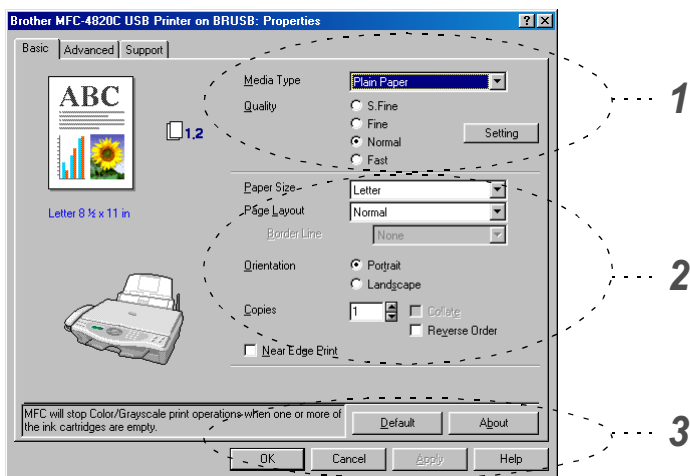 Brother MFC-4820C USB Printer on BRUSB: Properties
Basic Advanced Support
ABC
1.2
Letter 8 ½ x 11 in
Media Type Plain Paper
Quality S.Fine
Fine
Normal
Fast
Setting
Paper Size Letter
Page Layout Normal
Border Line None
Orientation Portrait
Landscape
Copies 1 Collate
Reverse Order
Near Edge Print
MFC will stop Color/Grayscale print operations when one or more of
the ink cartridges are empty.
Default About
OK Cancel Apply Help
1
2
3